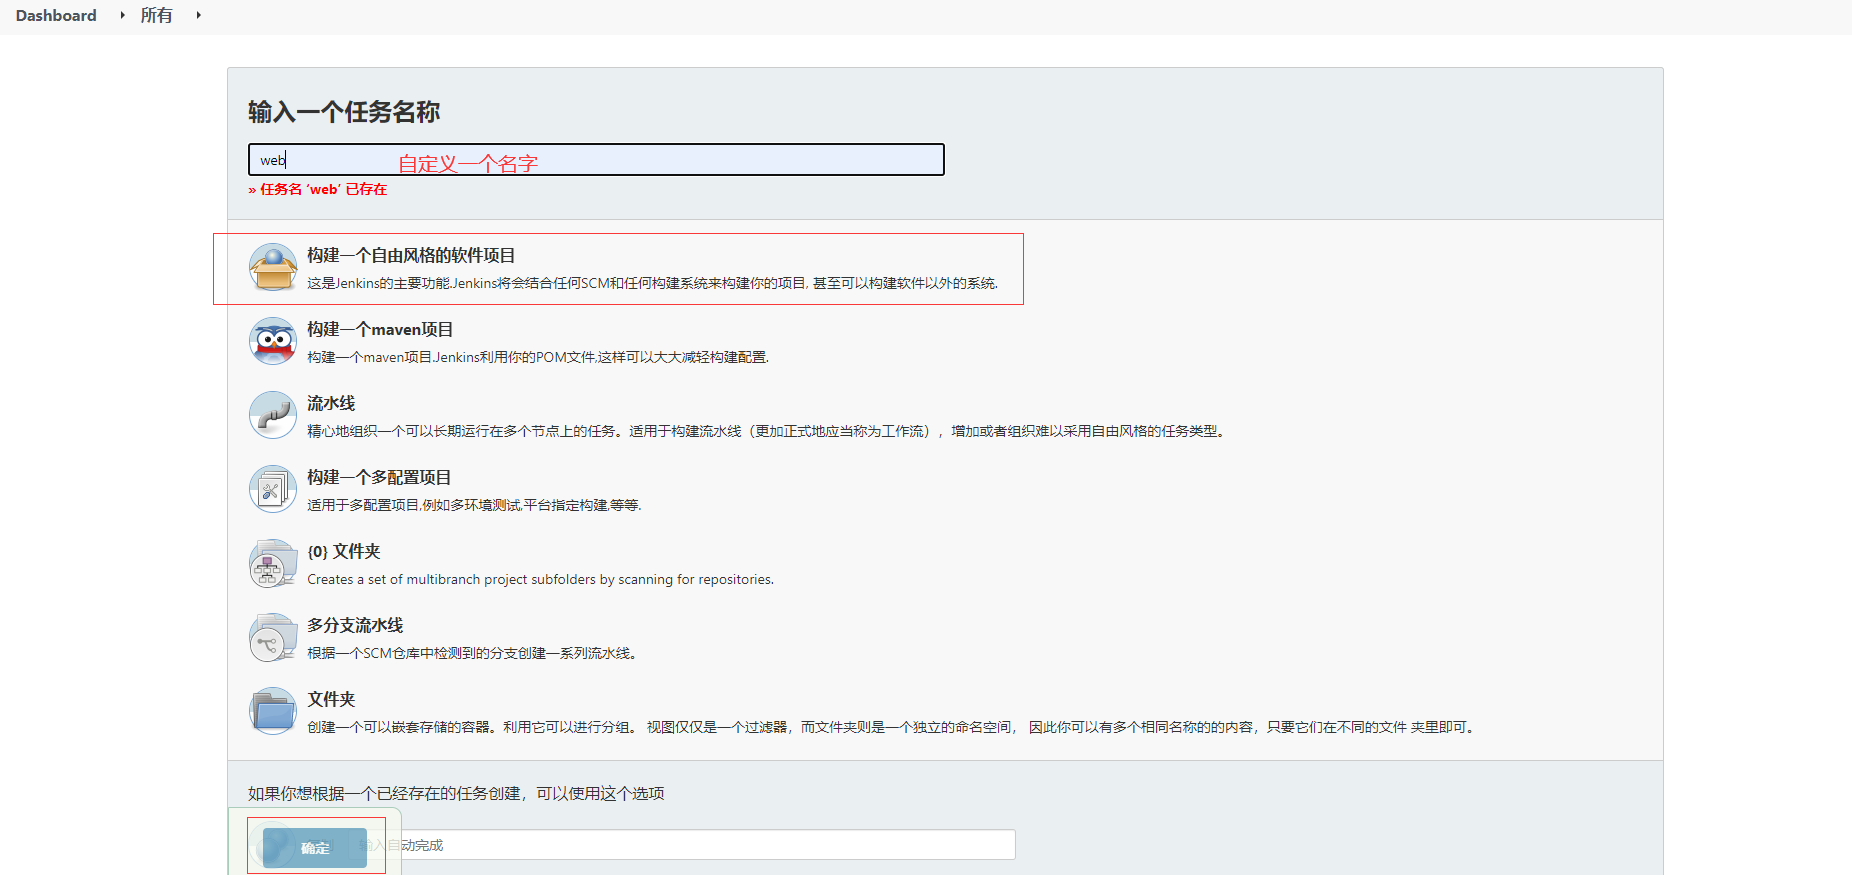 Dashboard 所有
输入一个任务名称
web 自定义一个名字
» 任务名 ‘web’ 已存在
构建一个自由风格的软件项目
这是Jenkins的主要功能.Jenkins将会结合任何SCM和任何构建系统来构建你的项目, 甚至可以构建软件以外的系统.
构建一个maven项目
构建一个maven项目.Jenkins利用你的POM文件,这样可以大大减轻构建配置.
流水线
精心地组织一个可以长期运行在多个节点上的任务。适用于构建流水线（更加正式地应当称为工作流），增加或者组织难以采用自由风格的任务类型。
构建一个多配置项目
适用于多配置项目,例如多环境测试,平台指定构建,等等.
{0} 文件夹
Creates a set of multibranch project subfolders by scanning for repositories.
多分支流水线
根据一个SCM仓库中检测到的分支创建一系列流水线。
文件夹
创建一个可以嵌套存储的容器。利用它可以进行分组。 视图仅仅是一个过滤器，而文件夹则是一个独立的命名空间， 因此你可以有多个相同名称的的内容，只要它们在不同的文件 夹里即可。
如果你想根据一个已经存在的任务创建，可以使用这个选项
确定 输入自动完成